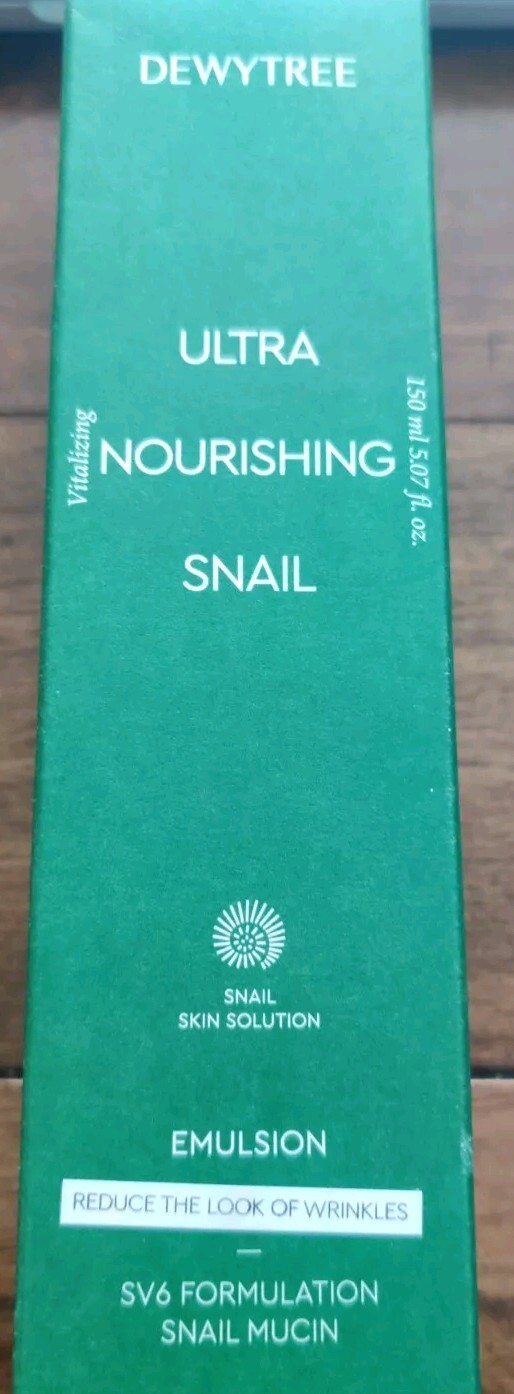 DEWYTREE
ULTRA
Vitalizing
NOURISHING
150 ml 5.07 fl. oz.
SNAIL
SNAIL
SKIN SOLUTION
EMULSION
REDUCE THE LOOK OF WRINKLES
SV6 FORMULATION
SNAIL MUCIN